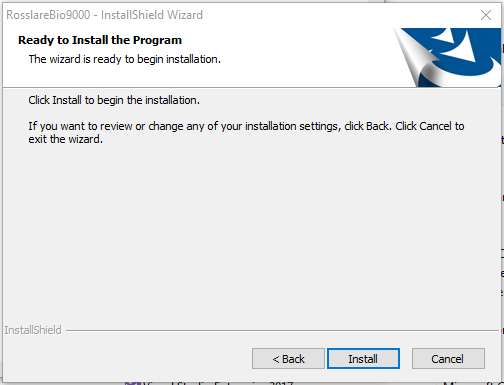 RosslareBio9000 - InstallShield Wizard
Ready to Install the Program
The wizard is ready to begin installation.
Click Install to begin the installation.
If you want to review or change any of your installation settings, click Back. Click Cancel to
exit the wizard.
InstallShield
< Back
Install
Cancel